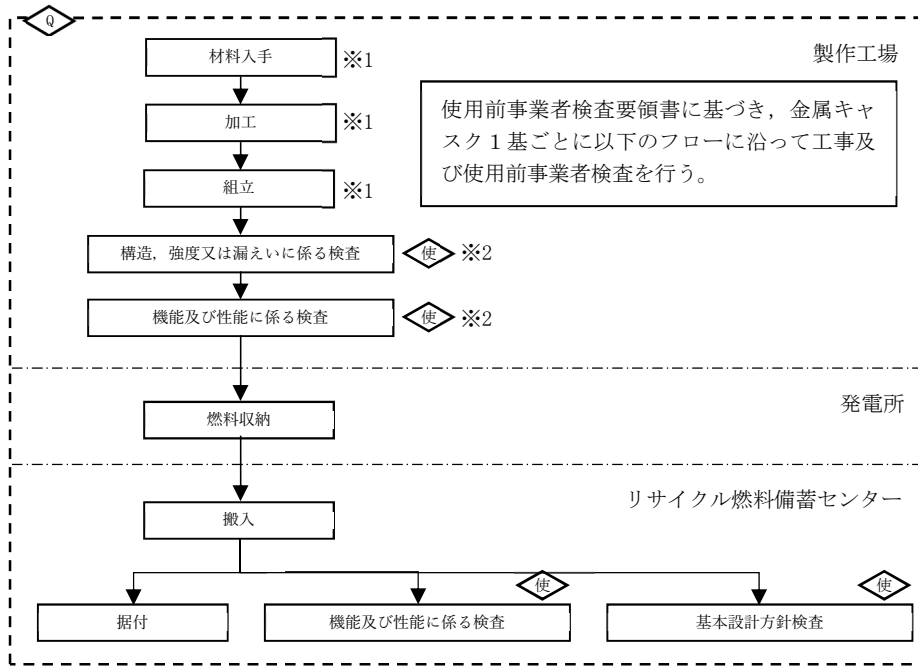 Q
製作工場
材料入手 ※1
使用前事業者検査要領書に基づき，金属キャ
スク１基ごとに以下のフローに沿って工事及
び使用前事業者検査を行う。
加工 ※1
組立 ※1
構造，強度又は漏えいに係る検査 使 ※2
機能及び性能に係る検査 使 ※2
発電所
燃料収納
リサイクル燃料備蓄センター
搬入
使 使
据付 機能及び性能に係る検査 基本設計方針検査